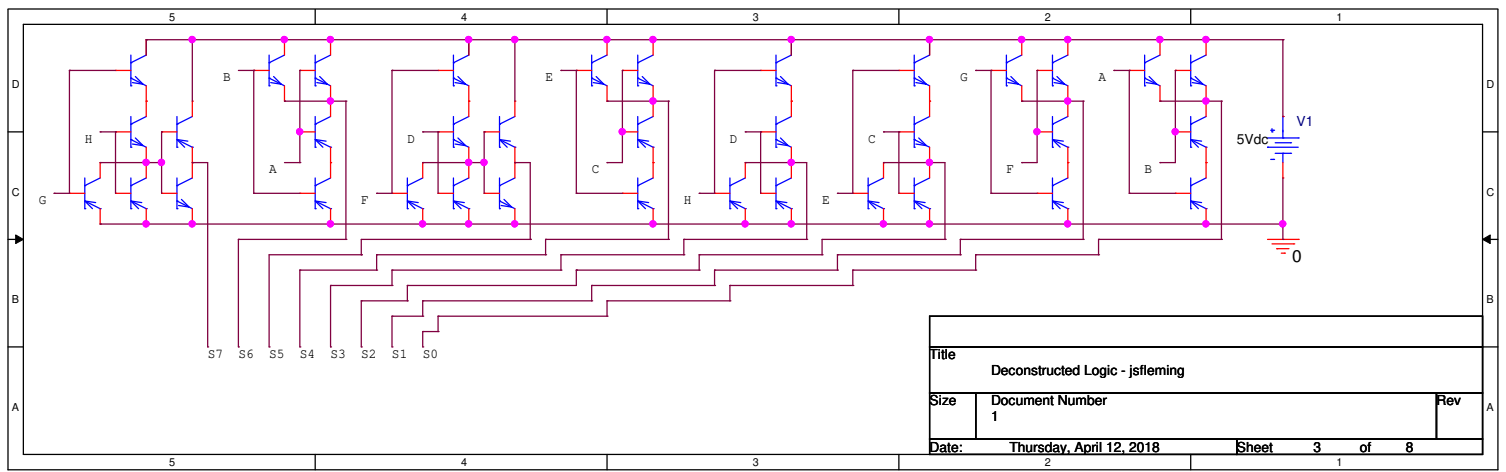 5 4 3 2 1
D D
B E G A
V1
H D D C 5Vdc
A C F B
C C
G F H E
0
B B
S7 S6 S5 S4 S3 S2 S1 S0
Title
Deconstructed Logic - jsfleming
Size Document Number Rev
1
A A
Date: Thursday, April 12, 2018 Sheet 3 of 8
5 4 3 2 1